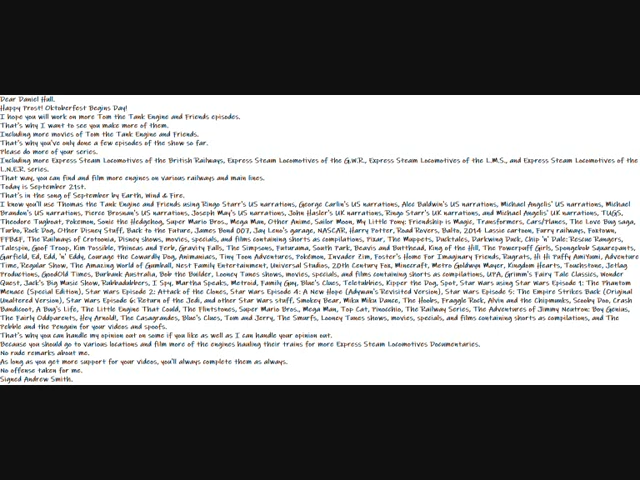 Dear Daniel Hall.
Happy Prost! Oktoberfest Begins Day!
I hope you will work on more Tom the Tank Engine and Friends episodes.
That's why I want to see you make more of them.
Including more movies of Tom the Tank Engine and Friends.
That's why you've only done a few episodes of the show so far.
Please do more of your series.
Including more Express Steam Locomotives of the British Railways, Express Steam Locomotives of the G.W.R., Express Steam Locomotives of the L.M.S., and Express Steam Locomotives of the
L.N.E.R. series.
That way, you can find and film more engines on various railways and main lines.
Today is September 21st.
That's in the song of September by Earth, Wind & Fire.
I know you'll use Thomas the Tank Engine and Friends using Ringo Starr's US narrations, George Carlin's US narrations, Alec Baldwin's US narrations, Michael Angelis' US narrations, Michael
Brandon's US narrations, Pierce Brosnan's US narrations, Joseph May's US narrations, John Hasler's UK narrations, Ringo Starr's UK narrations, and Michael Angelis' UK narrations, TUGS,
Theodore Tugboat, Pokemon, Sonic the Hedgehog, Super Mario Bros., Mega Man, Other Anime, Sailor Moon, My Little Pony: Friendship is Magic, Transformers, Cars/Planes, The Love Bug saga,
Turbo, Rock Dog, Other Disney Stuff, Back to the Future, James Bond 007, Jay Leno's garage, NASCAR, Harry Potter, Road Rovers, Balto, 2014 Lassie cartoon, Furry railways, Foxtown,
FFB&F, The Railways of Crotoonia, Disney shows, movies, specials, and films containing shorts as compilations, Pixar, The Muppets, Ducktales, Darkwing Duck, Chip 'n' Dale: Rescue Rangers,
Talespin, Goof Troop, Kim Possible, Phineas and Ferb, Gravity Falls, The Simpsons, Futurama, South Park, Beavis and Butthead, King of the Hill, The Powerpuff Girls, Spongebob Squarepants,
Garfield, Ed, Edd, 'n' Eddy, Courage the Cowardly Dog, Animaniacs, Tiny Toon Adventures, Pokémon, Invader Zim, Foster's Home For Imaginary Friends, Rugrats, Hi Hi Puffy AmiYumi, Adventure
Time, Regular Show, The Amazing World of Gumball, Nest Family Entertainment, Universal Studios, 20th Century Fox, Minecraft, Metro Goldwyn Mayer, Kingdom Hearts, Touchstone, Jetlag
Productions, GoodOld Times, Burbank Australia, Bob the Builder, Looney Tunes shows, movies, specials, and films containing shorts as compilations, UPA, Grimm's Fairy Tale Classics, Wonder
Quest, Jack's Big Music Show, Rubbadubbers, I Spy, Martha Speaks, Metroid, Family Guy, Blue's Clues, Teletubbies, Kipper the Dog, Spot, Star Wars using Star Wars Episode 1: The Phantom
Menace (Special Edition), Star Wars Episode 2: Attack of the Clones, Star Wars Episode 4: A New Hope (Adywan's Revisited Version), Star Wars Episode 5: The Empire Strikes Back (Original
Unaltered Version), Star Wars Episode 6: Return of the Jedi, and other Star Wars stuff, Smokey Bear, Miku Miku Dance, The Hoobs, Fraggle Rock, Alvin and the Chipmunks, Scooby Doo, Crash
Bandicoot, A Bug's Life, The Little Engine That Could, The Flintstones, Super Mario Bros., Mega Man, Top Cat, Pinocchio, The Railway Series, The Adventures of Jimmy Neutron: Boy Genius,
The Fairly Oddparents, Hey Arnold, The Casagrandes, Blue's Clues, Tom and Jerry, The Smurfs, Looney Tunes shows, movies, specials, and films containing shorts as compilations, and The
Pebble and the Penguin for your videos and spoofs.
That's why you can handle my opinion out on some if you like as well as I can handle your opinion out.
Because you should go to various locations and film more of the engines hauling their trains for more Express Steam Locomotives Documentaries.
No rude remarks about me.
As long as you get more support for your videos, you'll always complete them as always.
No offense taken for me.
Signed Andrew Smith.